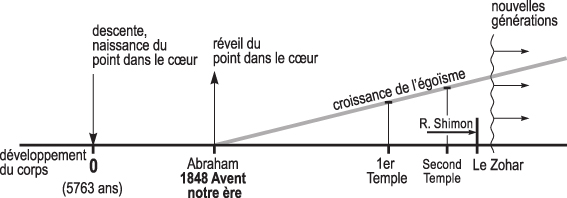 nouvelles
générations
descente,
naissance du
point dans le cœur
réveil du
point dans le cœur
croissance de l'égoïsme
R. Shimon
développement
du corps
0
(5763 ans)
Abraham
1848 Avent
notre ère
1er
Temple
Second
Temple
Le Zohar